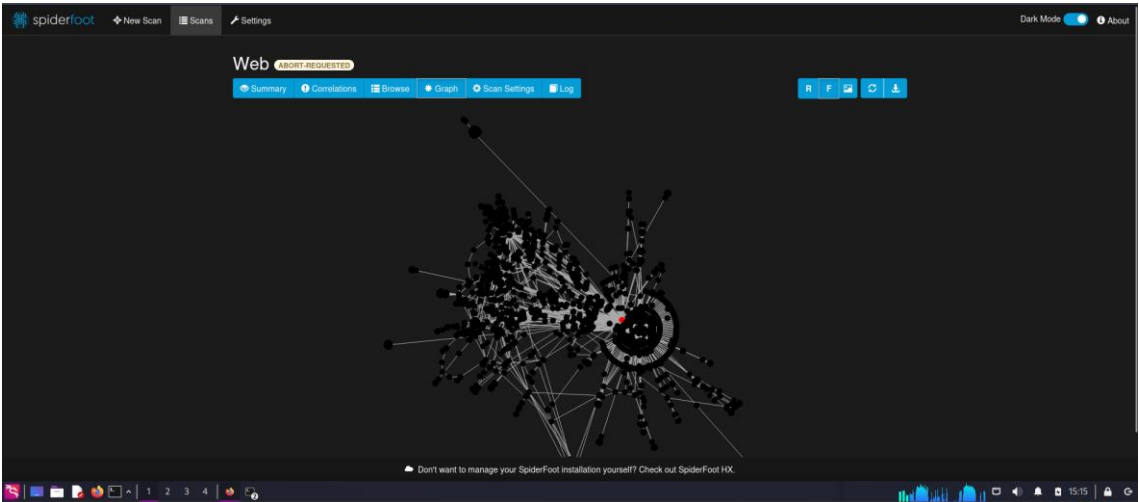 spiderfoot New Scan Scans Settings Dark Mode About
Web ABORT-REQUESTED
Summary Correlations Browse Graph Scan Settings Log R F
Don't want to manage your SpiderFoot installation yourself? Check out SpiderFoot HX.
1 2 3 4 2 15:15